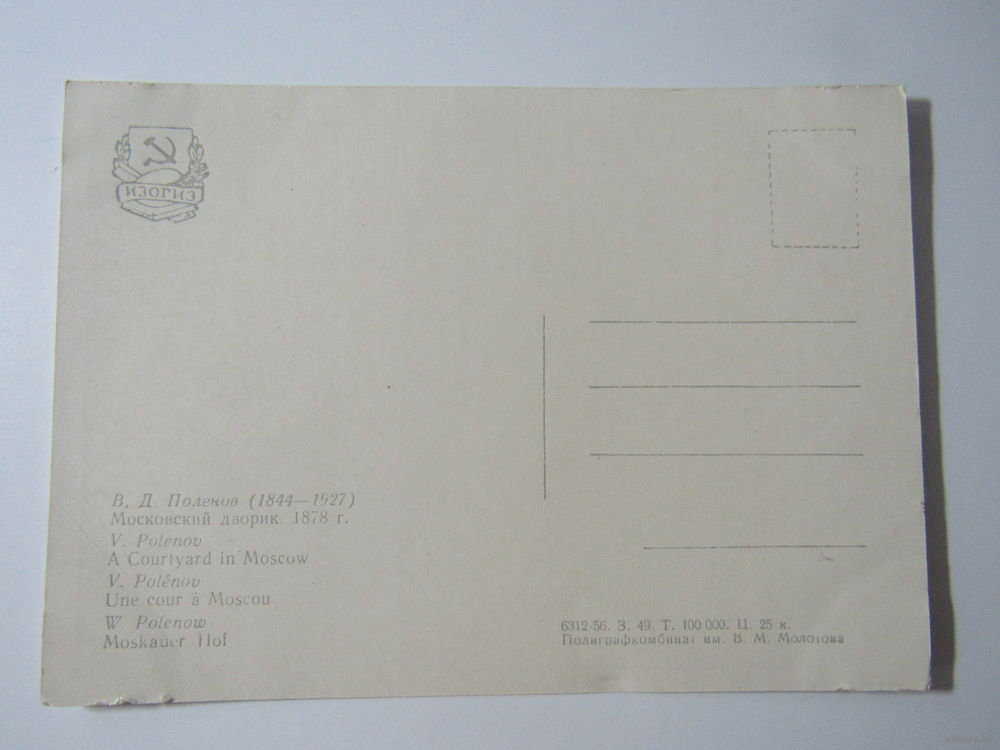 ИЗОГИЗ
В. Д. Поленов (1844—1927)
Московский дворик. 1878 г.
V. Polenov
A Courtyard in Moscow
V. Polénov
Une cour à Moscou
W Polenow
Moskauer Hof
6312-56. З. 49. Т. 100 000. Ц. 25 к.
Полиграфкомбинат им. В. М. Молотова